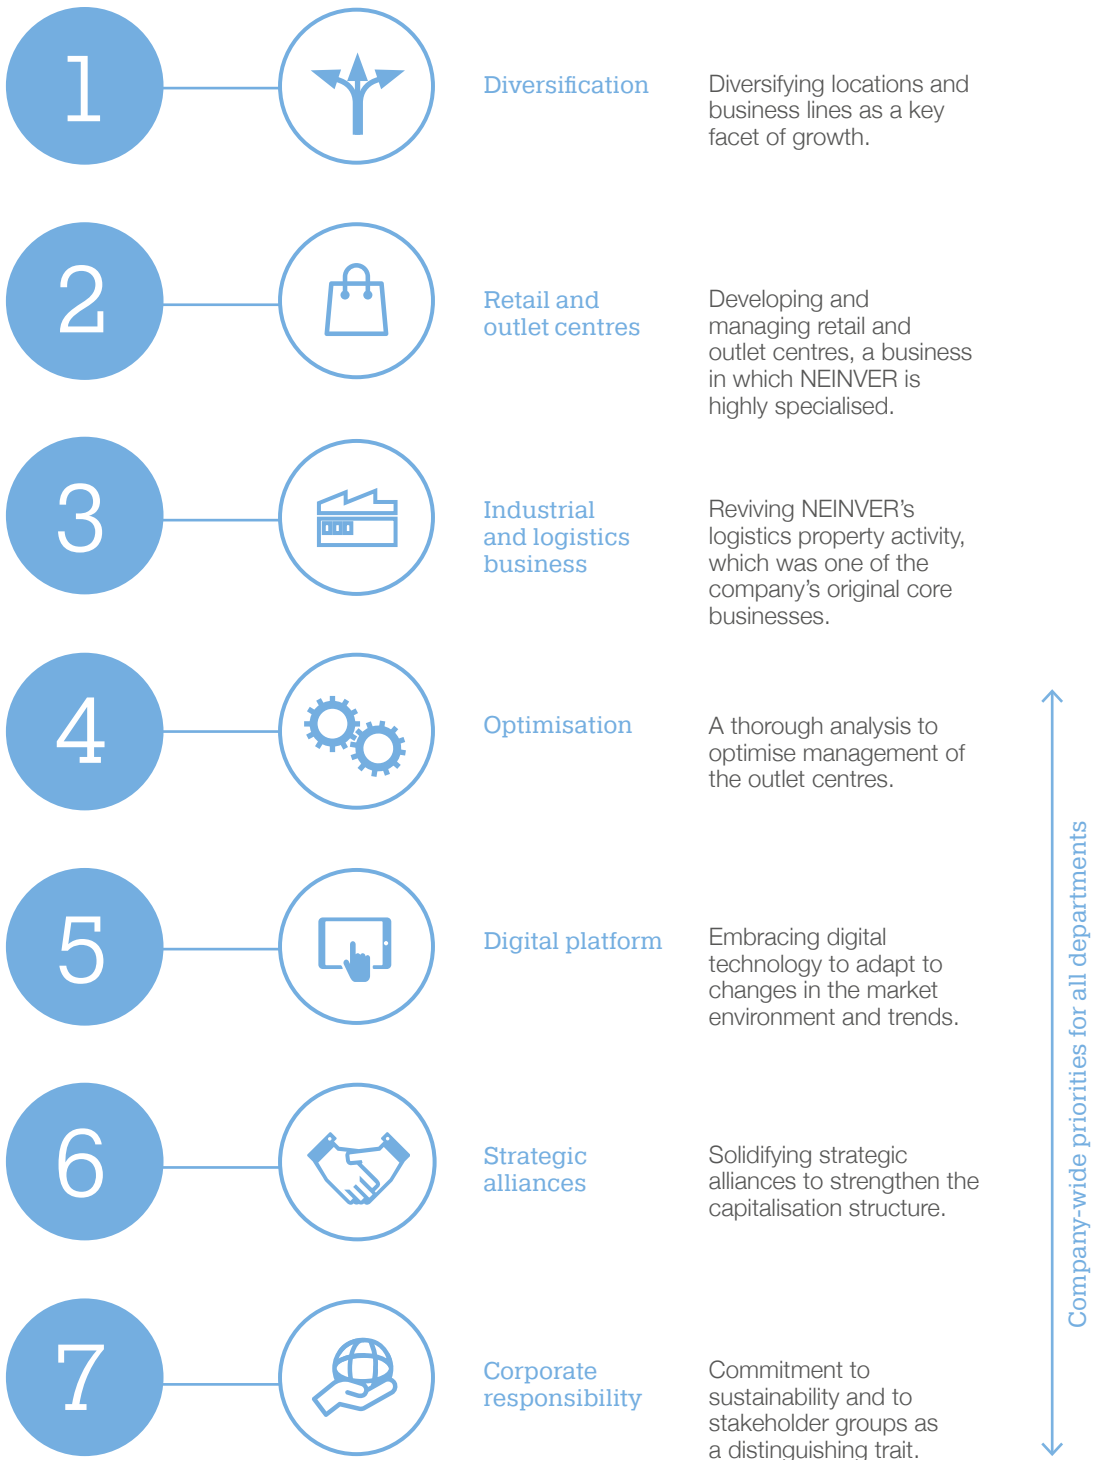 1
Diversification
Diversifying locations and
business lines as a key
facet of growth.
2
Retail and
outlet centres
Developing and
managing retail and
outlet centres, a business
in which NEINVER is
highly specialised.
3
Industrial
and logistics
business
Reviving NEINVER’s
logistics property activity,
which was one of the
company’s original core
businesses.
4
Optimisation
A thorough analysis to
optimise management of
the outlet centres.
5
Digital platform
Embracing digital
technology to adapt to
changes in the market
environment and trends.
6
Strategic
alliances
Solidifying strategic
alliances to strengthen the
capitalisation structure.
7
Corporate
responsibility
Commitment to
sustainability and to
stakeholder groups as
a distinguishing trait.
Company-wide priorities for all departments